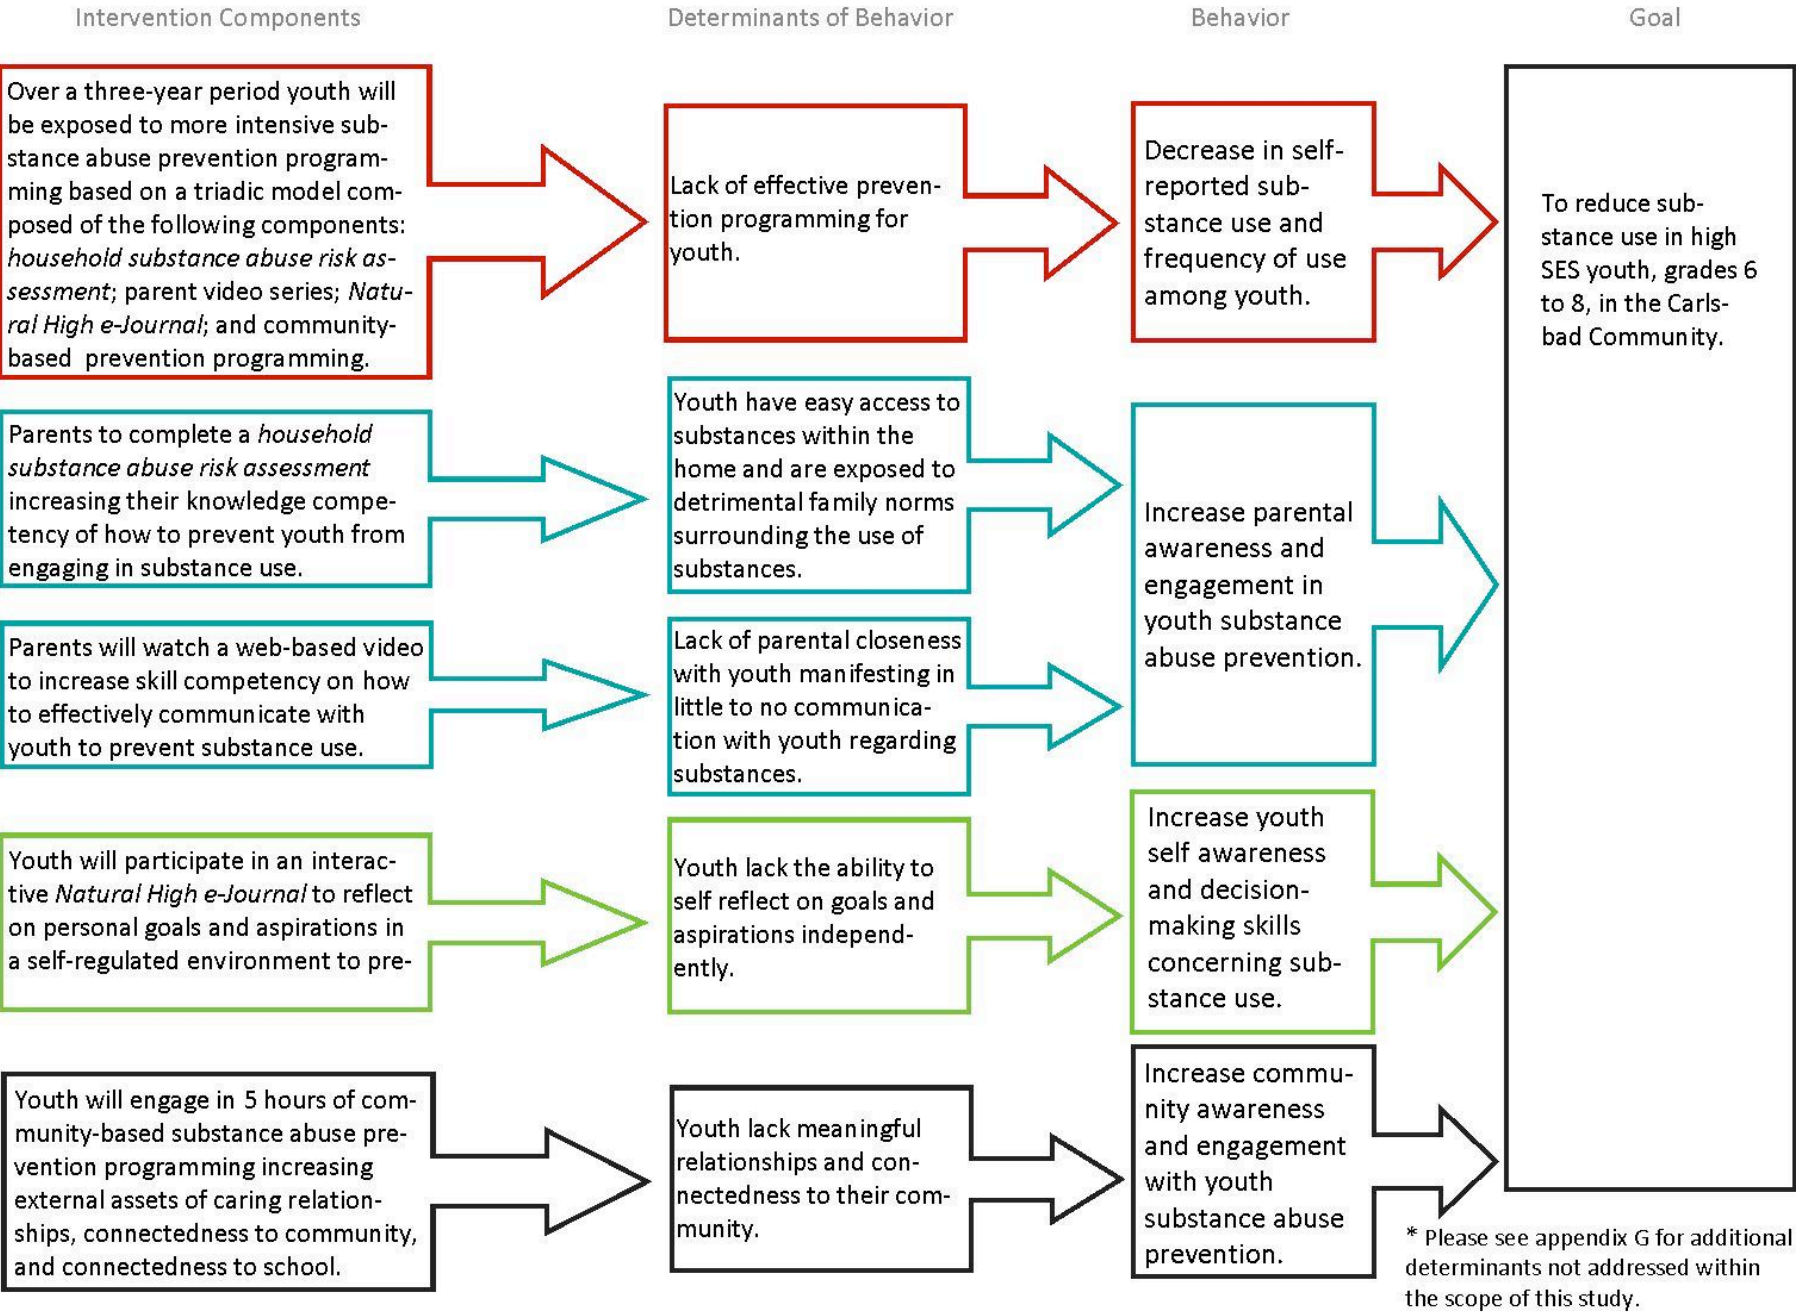 Intervention Components
Determinants of Behavior
Behavior
Goal
Over a three-year period youth will
be exposed to more intensive sub-
stance abuse prevention program-
ming based on a triadic model com-
posed of the following components:
household substance abuse risk as-
sessment; parent video series; Natu-
ral High e-Journal; and community-
based prevention programming.
Lack of effective preven-
tion programming for
youth.
Decrease in self-
reported sub-
stance use and
frequency of use
among youth.
To reduce sub-
stance use in high
SES youth, grades 6
to 8, in the Carls-
bad Community.
Parents to complete a household
substance abuse risk assessment
increasing their knowledge compe-
tency of how to prevent youth from
engaging in substance use.
Youth have easy access to
substances within the
home and are exposed to
detrimental family norms
surrounding the use of
substances.
Increase parental
awareness and
engagement in
youth substance
abuse prevention.
Parents will watch a web-based video
to increase skill competency on how
to effectively communicate with
youth to prevent substance use.
Lack of parental closeness
with youth manifesting in
little to no communica-
tion with youth regarding
substances.
Youth will participate in an interac-
tive Natural High e-Journal to reflect
on personal goals and aspirations in
a self-regulated environment to pre-
Youth lack the ability to
self reflect on goals and
aspirations independ-
ently.
Increase youth
self awareness
and decision-
making skills
concerning sub-
stance use.
Youth will engage in 5 hours of com-
munity-based substance abuse pre-
vention programming increasing
external assets of caring relation-
ships, connectedness to community,
and connectedness to school.
Youth lack meaningful
relationships and con-
nectedness to their com-
munity.
Increase commu-
nity awareness
and engagement
with youth
substance abuse
prevention.
* Please see appendix G for additional
determinants not addressed within
the scope of this study.